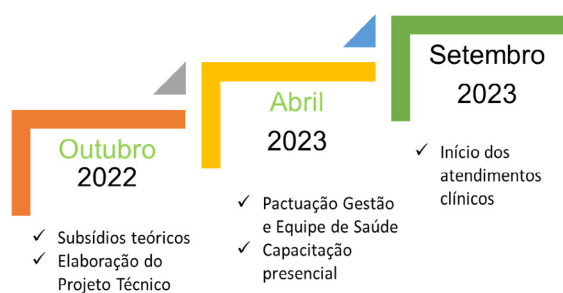 Outubro
2022
✓ Subsídios teóricos
✓ Elaboração do
Projeto Técnico
Abril
2023
✓ Pactuação Gestão
e Equipe de Saúde
✓ Capacitação
presencial
Setembro
2023
✓ Início dos
atendimentos
clínicos